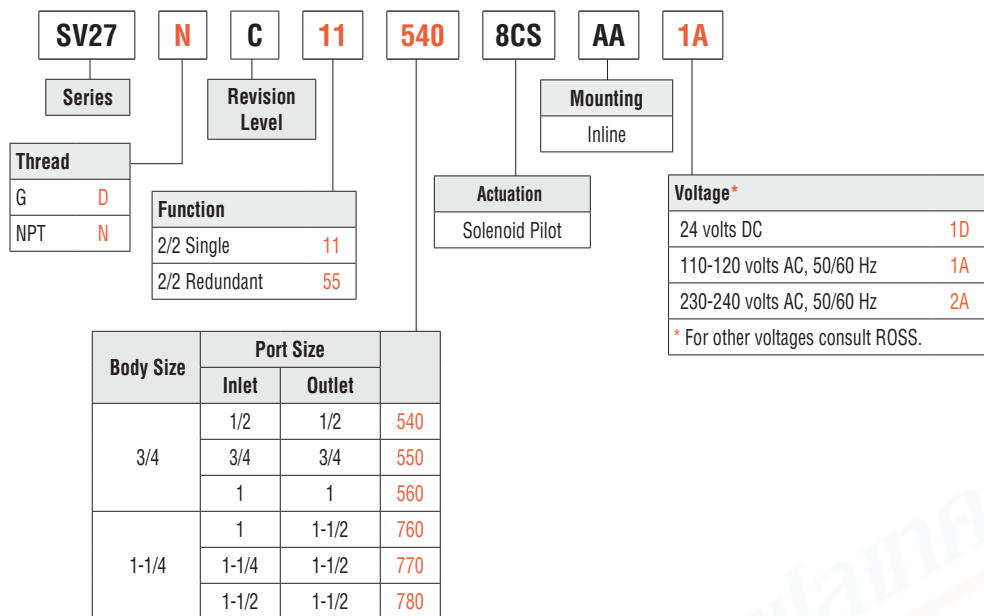 SV27 N C 11 540 8CS AA 1A
Series
Revision
Level
Mounting
Inline
Thread
G D
NPT N
Function
2/2 Single 11
2/2 Redundant 55
Actuation
Solenoid Pilot
Voltage*
24 volts DC 1D
110-120 volts AC, 50/60 Hz 1A
230-240 volts AC, 50/60 Hz 2A
* For other voltages consult ROSS.
Body Size Port Size
Inlet Outlet
1/2 1/2 540
3/4 3/4 3/4 550
1 1 560
1 1-1/2 760
1-1/4 1-1/4 1-1/2 770
1-1/2 1-1/2 780